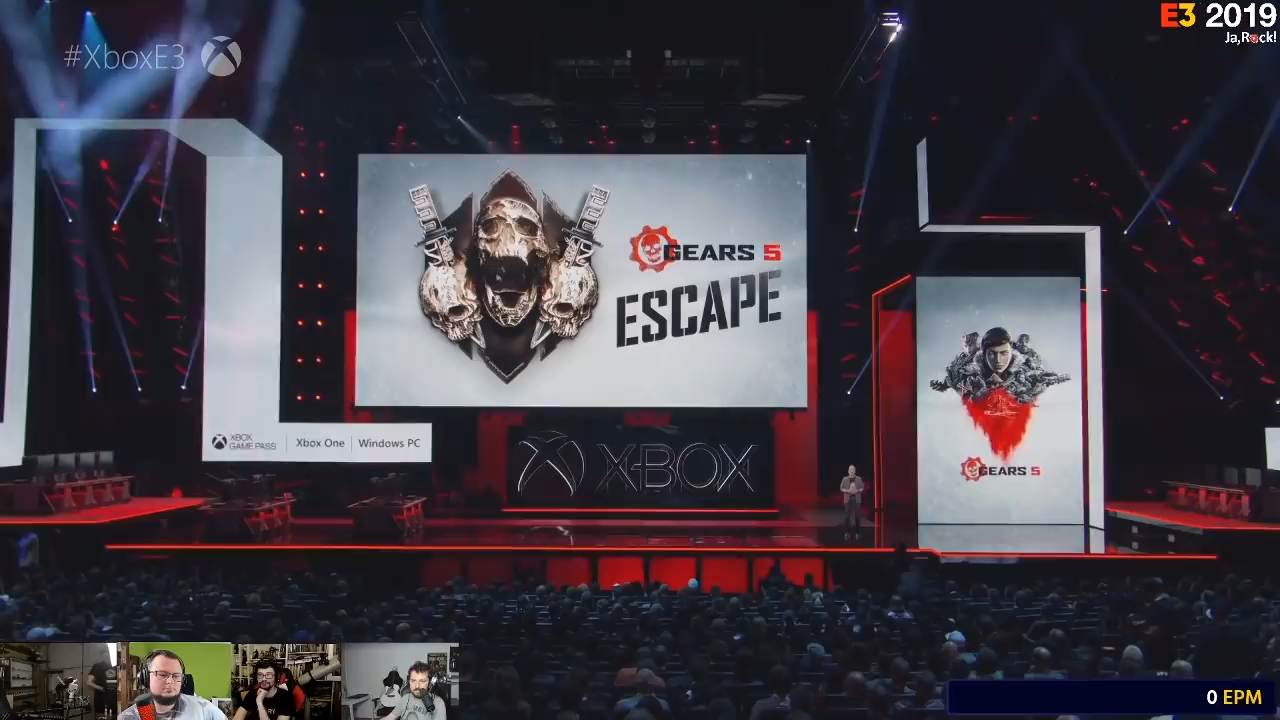 #XboxE3
E3 2019
Ja,Rock!
GEARS 5
ESCAPE
XBOX
GAME PASS
Xbox One
Windows PC
XBOX
GEARS 5
0 EPM